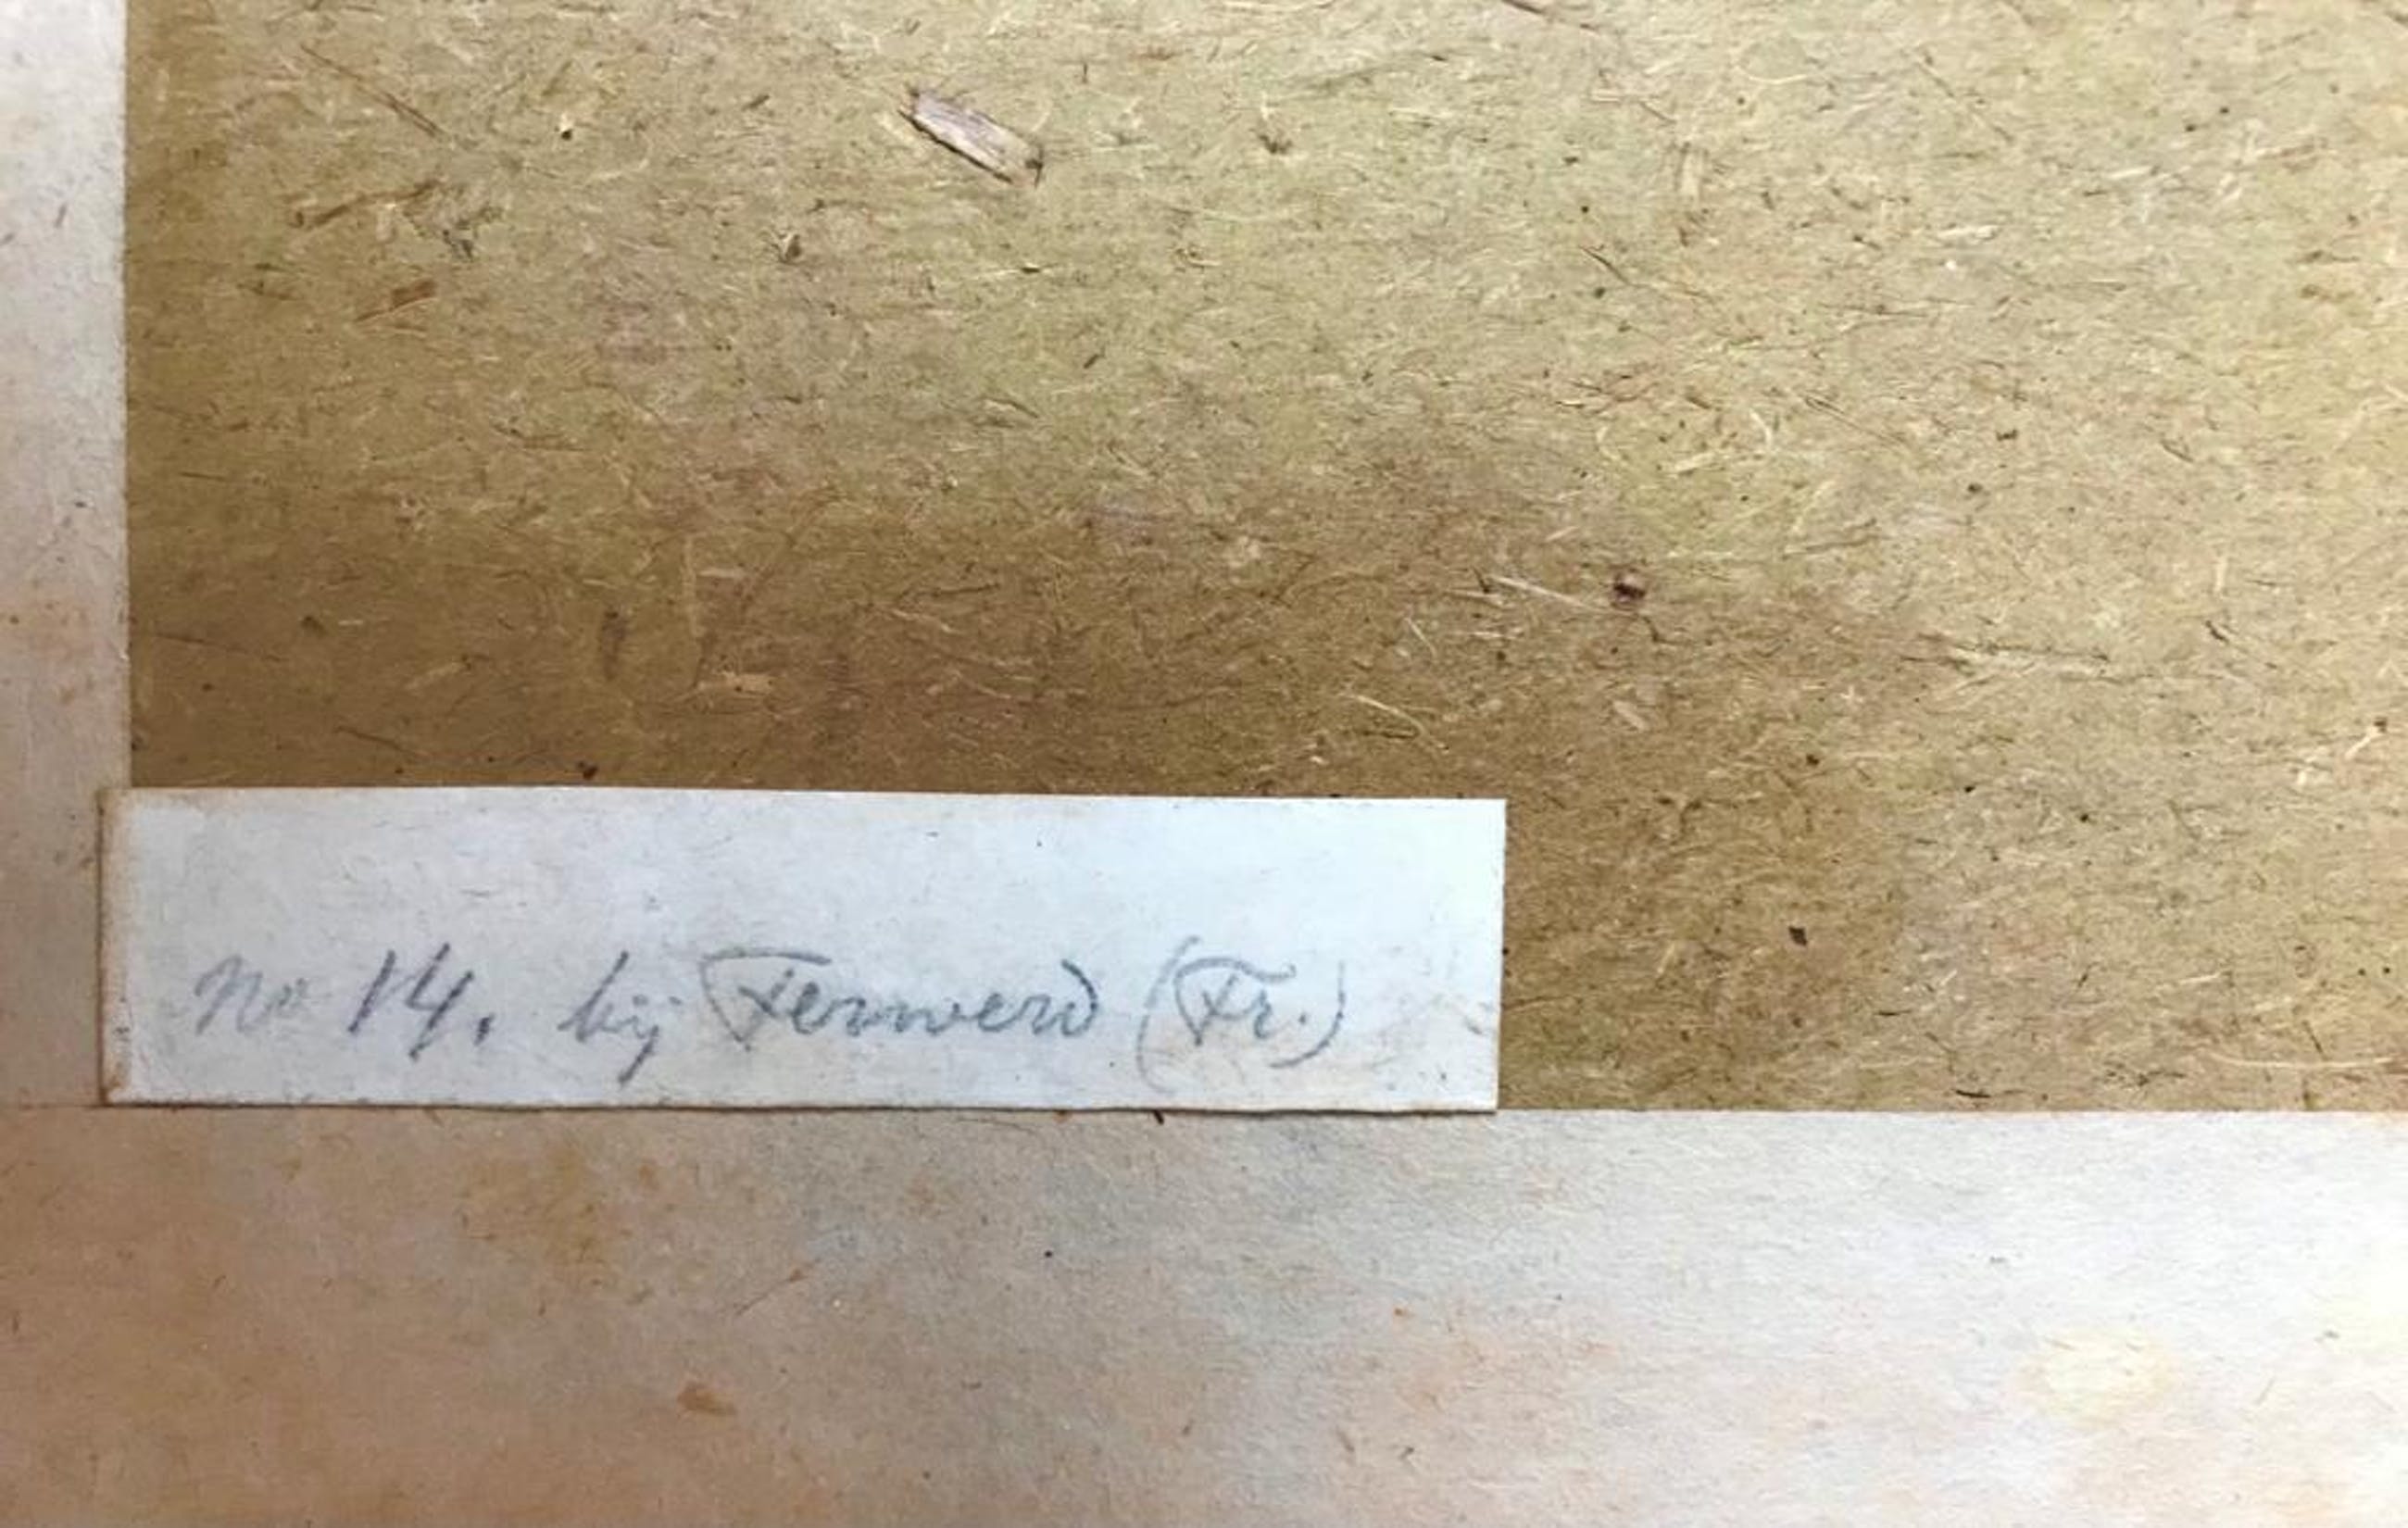 No 14. bij Ferwerd (Fr.)